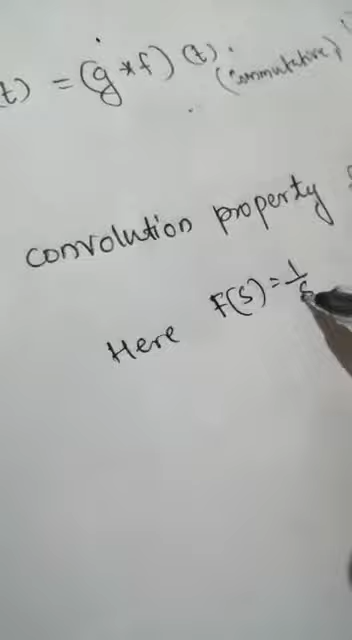 t) = (g * f) (t). (commutative)
convolution property
Here F(s) = 1/s